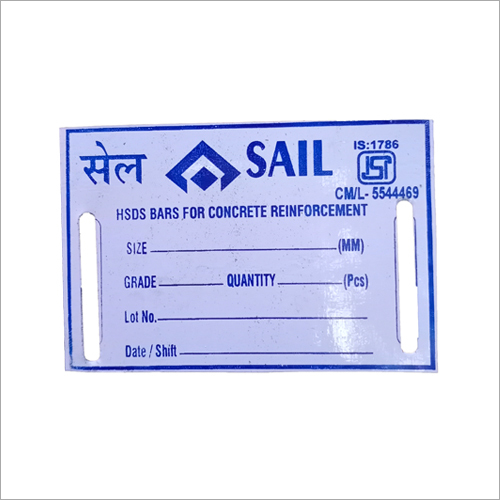 सेल SAIL IS:1786
ISI
CM/L- 5544469
HSDS BARS FOR CONCRETE REINFORCEMENT
SIZE (MM)
GRADE QUANTITY (Pcs)
Lot No.
Date / Shift